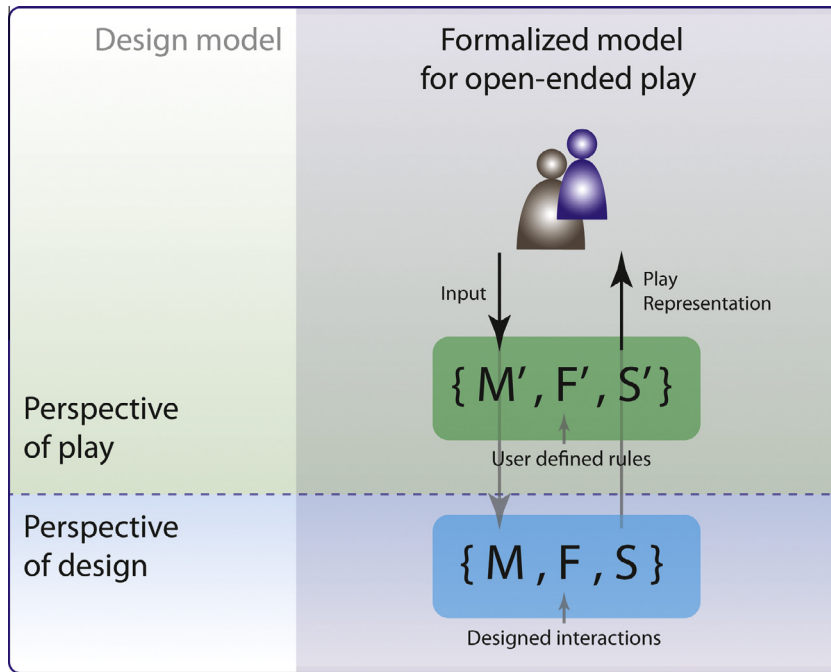 Design model
Formalized model
for open-ended play
Input
Play
Representation
{ M′ , F′ , S′ }
Perspective
of play
User defined rules
Perspective
of design
{ M , F , S }
Designed interactions